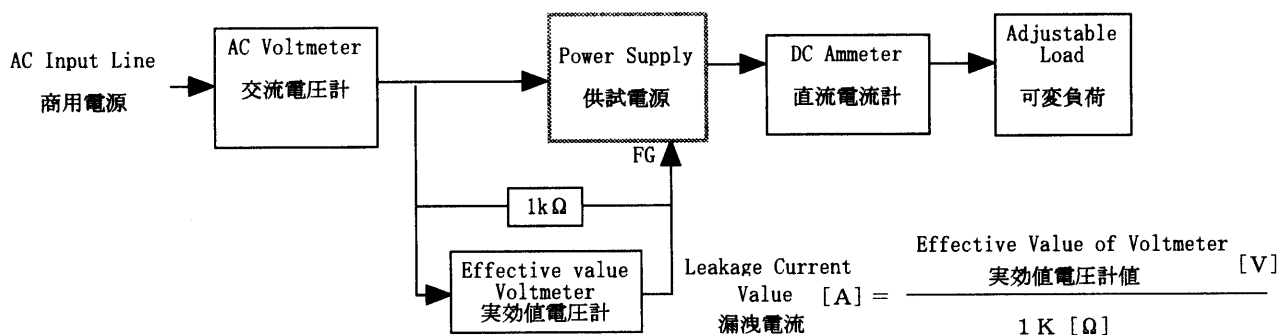 AC Input Line
商用電源
AC Voltmeter
交流電圧計
Power Supply
供試電源
DC Ammeter
直流電流計
Adjustable
Load
可変負荷
FG
1kΩ
Effective value
Voltmeter
実効値電圧計
Leakage Current
Value [A] =
漏洩電流
Effective Value of Voltmeter
実効値電圧計値 [V]
1 K [Ω]